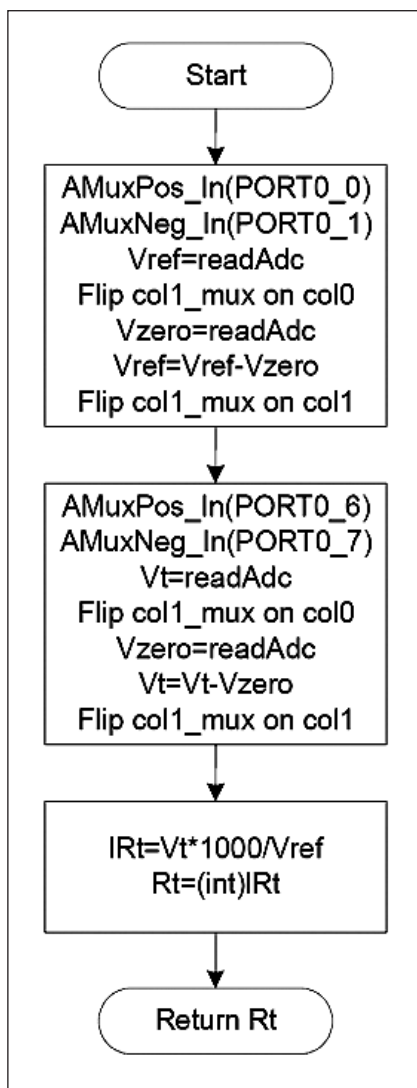 Start
AMuxPos_In(PORT0_0)
AMuxNeg_In(PORT0_1)
Vref=readAdc
Flip col1_mux on col0
Vzero=readAdc
Vref=Vref-Vzero
Flip col1_mux on col1
AMuxPos_In(PORT0_6)
AMuxNeg_In(PORT0_7)
Vt=readAdc
Flip col1_mux on col0
Vzero=readAdc
Vt=Vt-Vzero
Flip col1_mux on col1
lRt=Vt*1000/Vref
Rt=(int)lRt
Return Rt